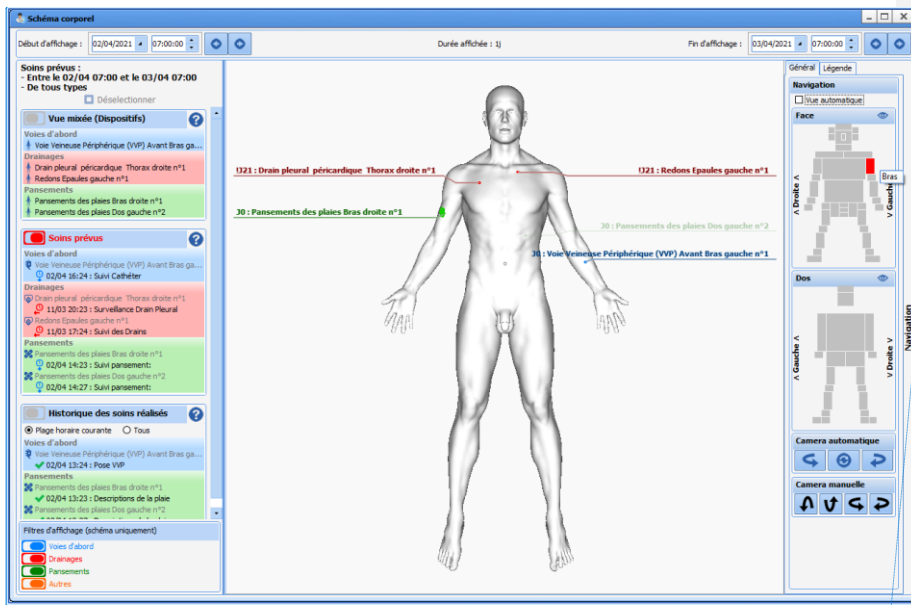 Schéma corporel
Début d'affichage : 02/04/2021 07:00:00
Durée affichée : 1j
Fin d'affichage : 03/04/2021 07:00:00
Soins prévus :
- Entre le 02/04 07:00 et le 03/04 07:00
- De tous types
Déselectionner
Vue mixée (Dispositifs)
Voies d'abord
Voie Veineuse Périphérique (VVP) Avant Bras ga...
Drainages
Drain pleural péricardique Thorax droite n°1
Redons Epaules gauche n°1
Pansements
Pansements des plaies Bras droite n°1
Pansements des plaies Dos gauche n°2
Soins prévus
Voies d'abord
Voie Veineuse Périphérique (VVP) Avant Bras ga...
02/04 16:24 : Suivi Cathéter
Drainages
Drain pleural péricardique Thorax droite n°1
11/03 20:23 : Surveillance Drain Pleural
Redons Epaules gauche n°1
11/03 17:24 : Suivi des Drains
Pansements
Pansements des plaies Bras droite n°1
02/04 14:23 : Suivi pansement:
Pansements des plaies Dos gauche n°2
02/04 14:27 : Suivi pansement:
Historique des soins réalisés
Plage horaire courante Tous
Voies d'abord
Voie Veineuse Périphérique (VVP) Avant Bras ga...
02/04 13:24 : Pose VVP
Pansements
Pansements des plaies Bras droite n°1
02/04 13:23 : Descriptions de la plaie
Pansements des plaies Dos gauche n°2
Filtres d'affichage (schéma uniquement)
Voies d'abord
Drainages
Pansements
Autres
!J21 : Drain pleural péricardique Thorax droite n°1
!J21 : Redons Epaules gauche n°1
J0 : Pansements des plaies Bras droite n°1
J0 : Pansements des plaies Dos gauche n°2
J0 : Voie Veineuse Périphérique (VVP) Avant Bras gauche n°1
Général Légende
Navigation
Vue automatique
Face
< Droite ^
Bras
v Gauche >
Dos
< Gauche ^
v Droite >
Navigation
Camera automatique
Camera manuelle